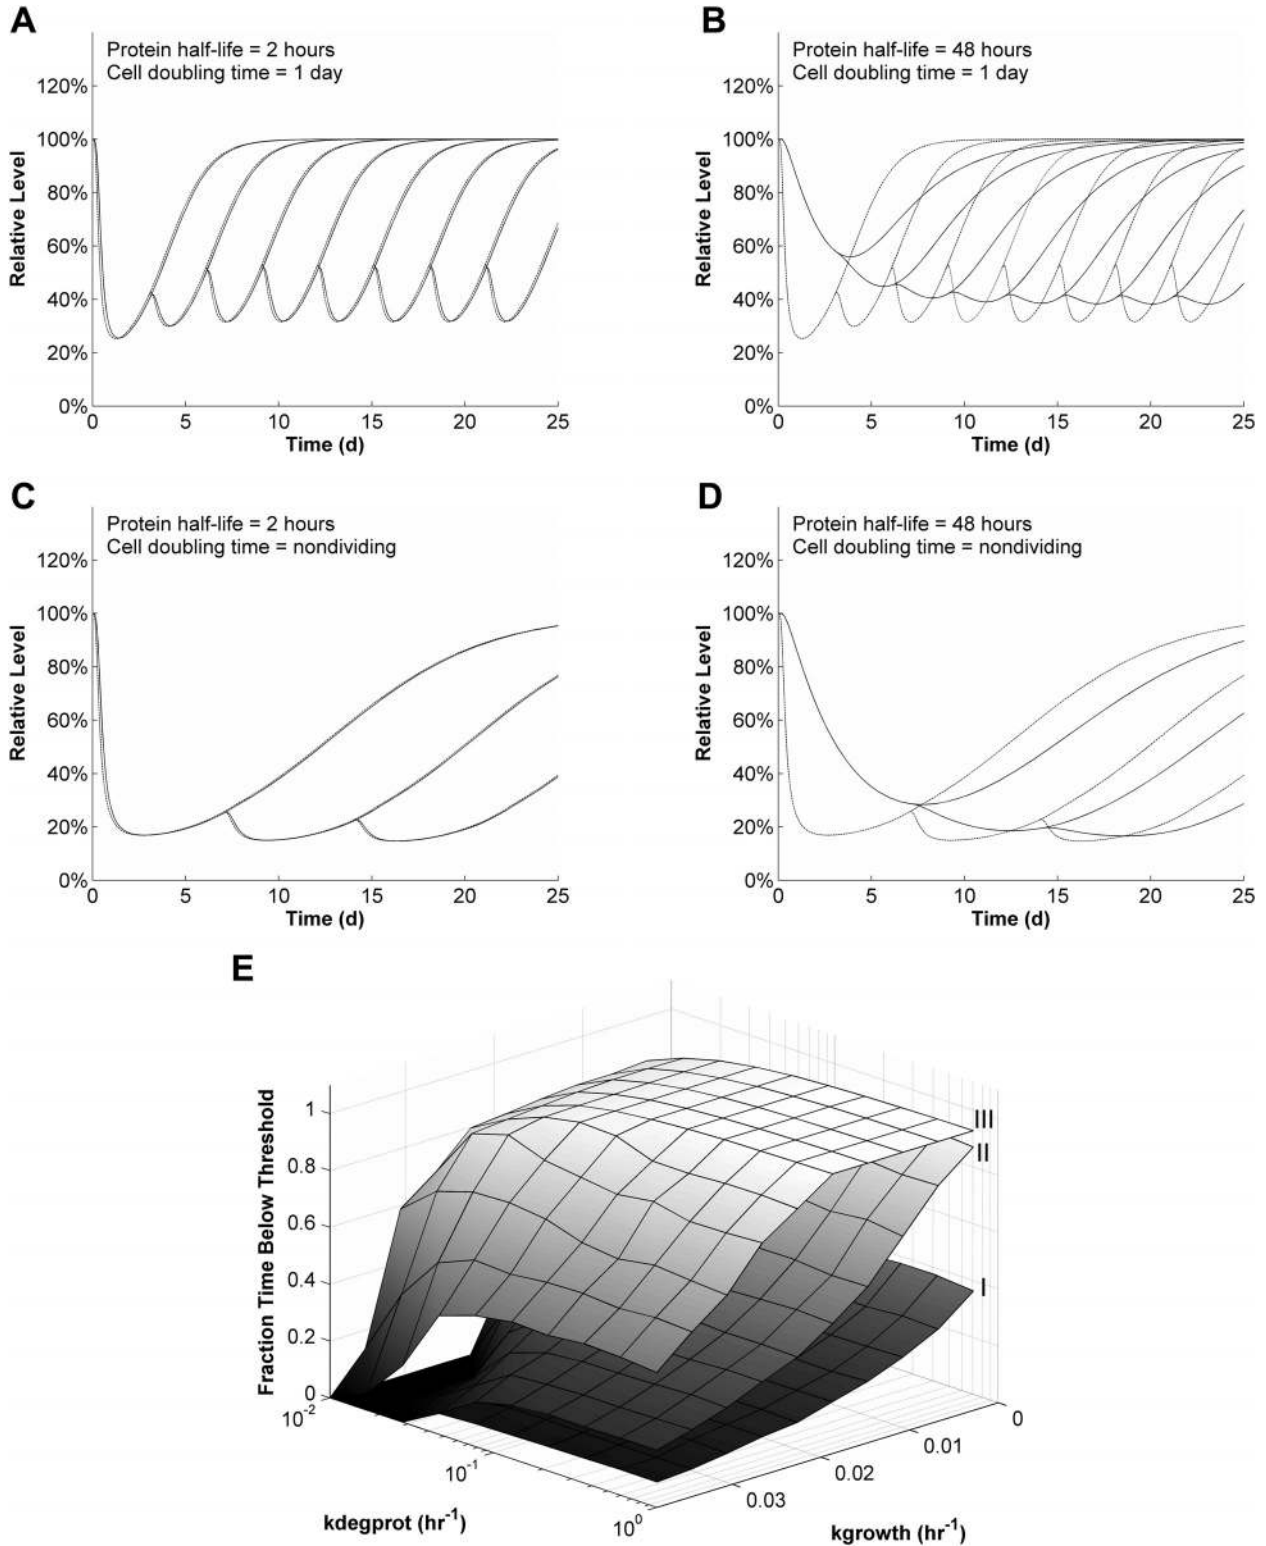 A
Protein half-life = 2 hours
Cell doubling time = 1 day
120%
100%
80%
60%
40%
20%
0%
Relative Level
0 5 10 15 20 25
Time (d)
B
Protein half-life = 48 hours
Cell doubling time = 1 day
120%
100%
80%
60%
40%
20%
0%
Relative Level
0 5 10 15 20 25
Time (d)
C
Protein half-life = 2 hours
Cell doubling time = nondividing
120%
100%
80%
60%
40%
20%
0%
Relative Level
0 5 10 15 20 25
Time (d)
D
Protein half-life = 48 hours
Cell doubling time = nondividing
120%
100%
80%
60%
40%
20%
0%
Relative Level
0 5 10 15 20 25
Time (d)
E
Fraction Time Below Threshold
1
0.8
0.6
0.4
0.2
0
III
II
I
10⁻²
10⁻¹
10⁰
kdegprot (hr⁻¹)
0
0.01
0.02
0.03
kgrowth (hr⁻¹)